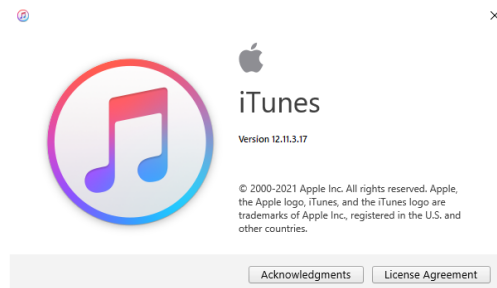 iTunes
Version 12.11.3.17
© 2000-2021 Apple Inc. All rights reserved. Apple,
the Apple logo, iTunes, and the iTunes logo are
trademarks of Apple Inc., registered in the U.S. and
other countries.
Acknowledgments
License Agreement